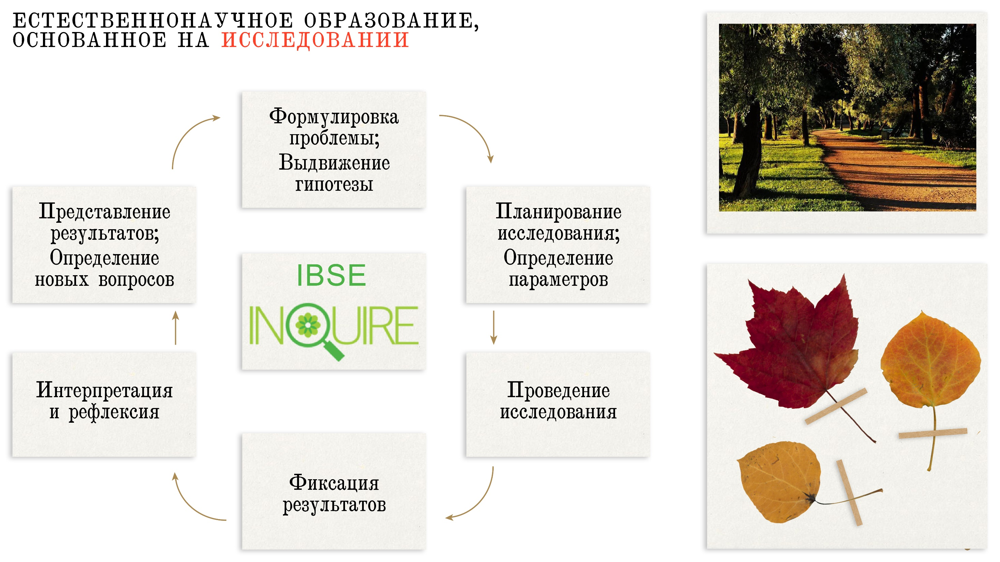 ЕСТЕСТВЕННОНАУЧНОЕ ОБРАЗОВАНИЕ,
ОСНОВАННОЕ НА ИССЛЕДОВАНИИ
Формулировка
проблемы;
Выдвижение
гипотезы
Планирование
исследования;
Определение
параметров
Проведение
исследования
Фиксация
результатов
Интерпретация
и рефлексия
Представление
результатов;
Определение
новых вопросов
IBSE
INQUIRE